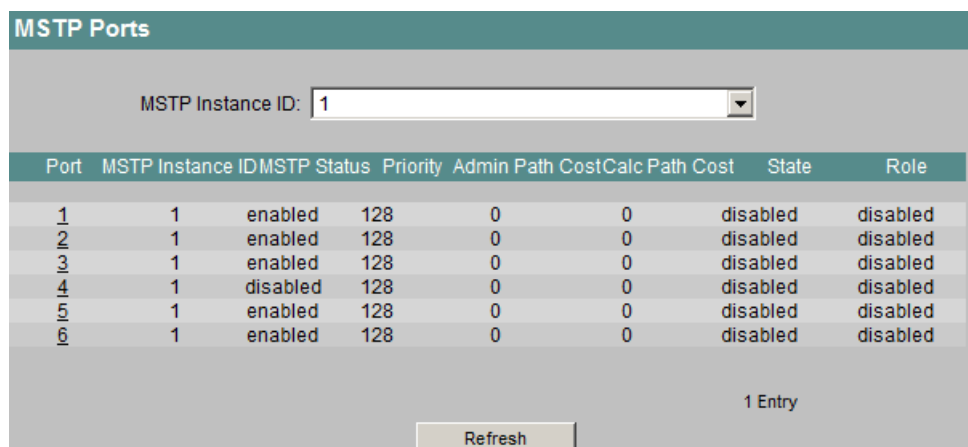 MSTP Ports
MSTP Instance ID: 1
Port MSTP Instance ID MSTP Status Priority Admin Path Cost Calc Path Cost State Role
1 1 enabled 128 0 0 disabled disabled
2 1 enabled 128 0 0 disabled disabled
3 1 enabled 128 0 0 disabled disabled
4 1 disabled 128 0 0 disabled disabled
5 1 enabled 128 0 0 disabled disabled
6 1 enabled 128 0 0 disabled disabled
1 Entry
Refresh